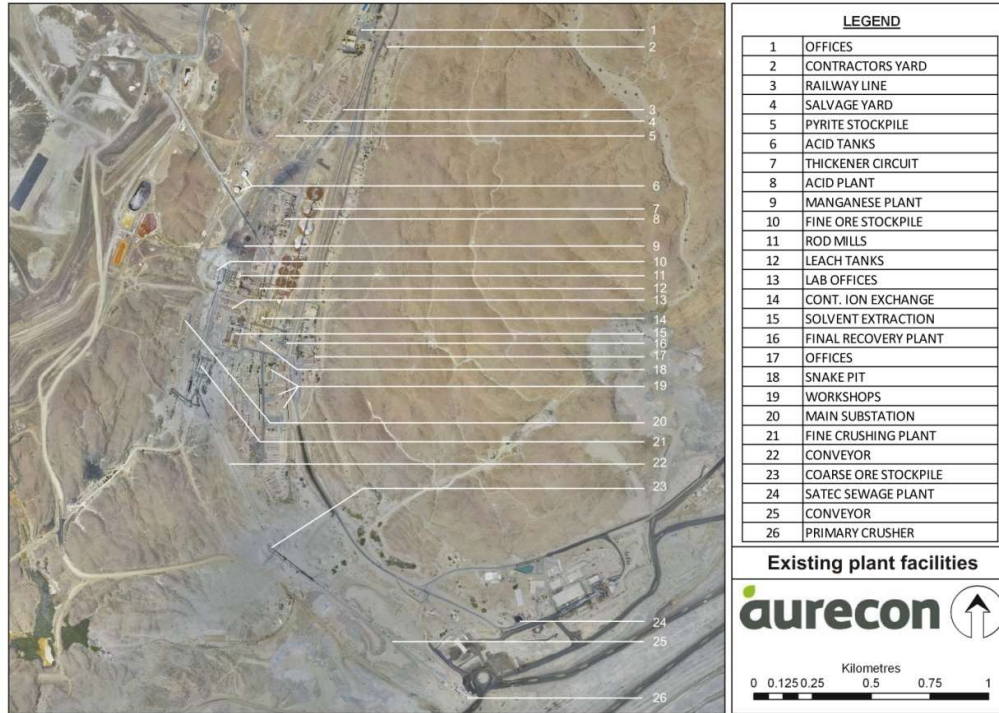 1
2
3
4
5
6
7
8
9
10
11
12
13
14
15
16
17
18
19
20
21
22
23
24
25
26
LEGEND
1 OFFICES
2 CONTRACTORS YARD
3 RAILWAY LINE
4 SALVAGE YARD
5 PYRITE STOCKPILE
6 ACID TANKS
7 THICKENER CIRCUIT
8 ACID PLANT
9 MANGANESE PLANT
10 FINE ORE STOCKPILE
11 ROD MILLS
12 LEACH TANKS
13 LAB OFFICES
14 CONT. ION EXCHANGE
15 SOLVENT EXTRACTION
16 FINAL RECOVERY PLANT
17 OFFICES
18 SNAKE PIT
19 WORKSHOPS
20 MAIN SUBSTATION
21 FINE CRUSHING PLANT
22 CONVEYOR
23 COARSE ORE STOCKPILE
24 SATEC SEWAGE PLANT
25 CONVEYOR
26 PRIMARY CRUSHER
Existing plant facilities
aurecon
Kilometres
0 0.125 0.25 0.5 0.75 1